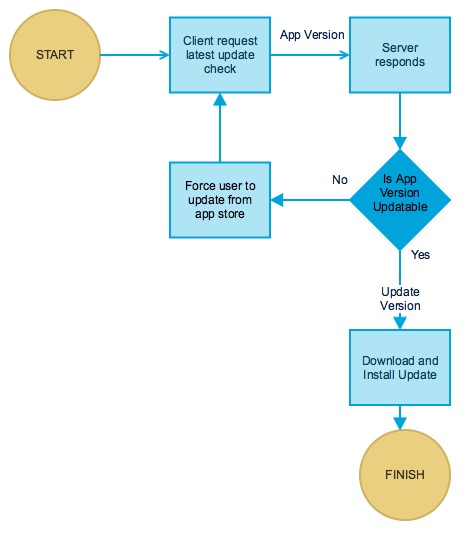 START
Client request
latest update
check
App Version
Server
responds
Is App
Version
Updatable
No
Force user to
update from
app store
Yes
Update
Version
Download and
Install Update
FINISH